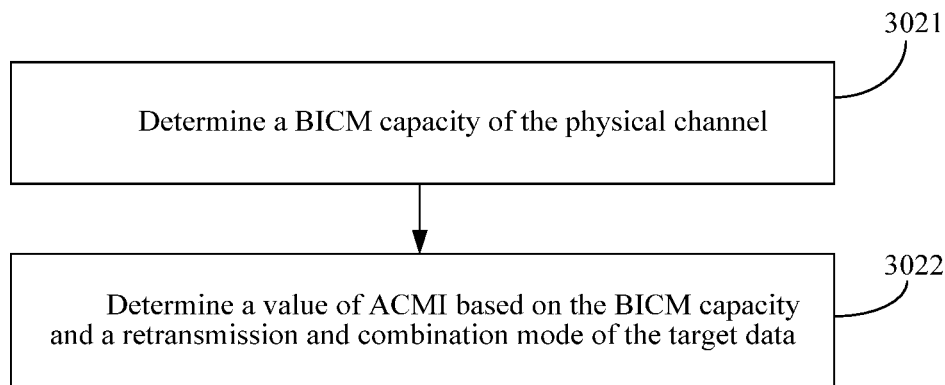 3021
Determine a BICM capacity of the physical channel
3022
Determine a value of ACMI based on the BICM capacity
and a retransmission and combination mode of the target data